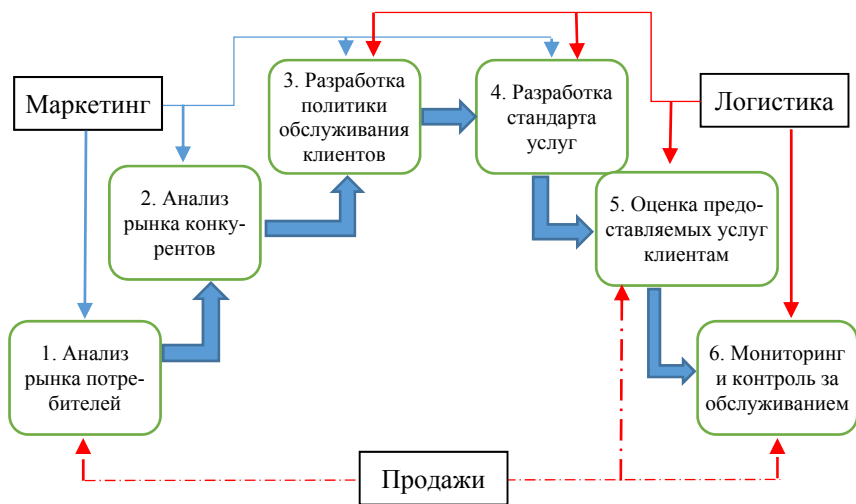 Маркетинг
3. Разработка
политики
обслуживания
клиентов
4. Разработка
стандарта
услуг
Логистика
2. Анализ
рынка конку-
рентов
5. Оценка предо-
ставляемых услуг
клиентам
1. Анализ
рынка потре-
бителей
6. Мониторинг
и контроль за
обслуживанием
Продажи